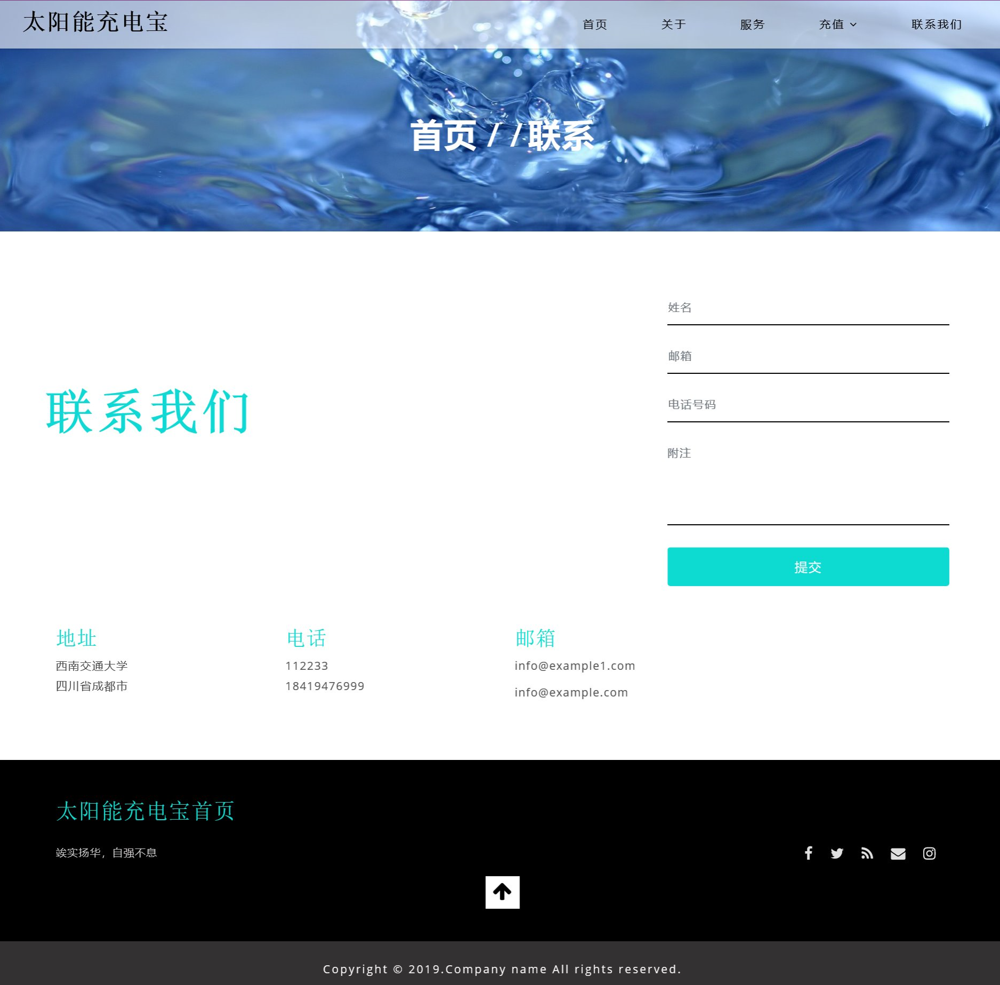 太阳能充电宝
首页 关于 服务 充值 联系我们
首页 / / 联系
姓名
邮箱
电话号码
联系我们
附注
提交
地址 电话 邮箱
西南交通大学 112233 info@example1.com
四川省成都市 18419476999 info@example.com
太阳能充电宝首页
竣实扬华，自强不息
Copyright © 2019.Company name All rights reserved.